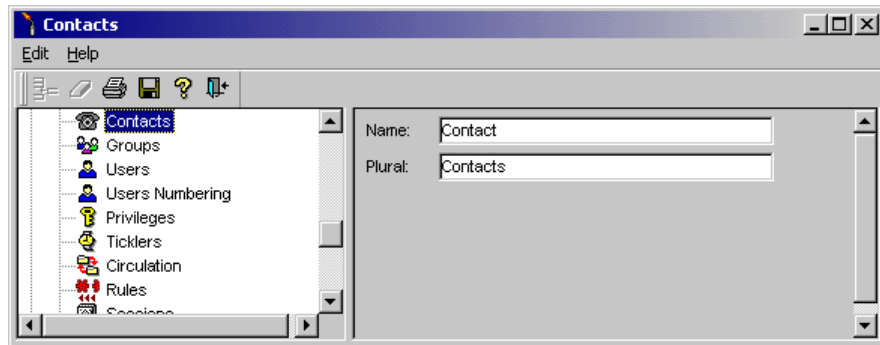 Contacts
Edit Help
Contacts
Groups
Users
Users Numbering
Privileges
Ticklers
Circulation
Rules
Name: Contact
Plural: Contacts